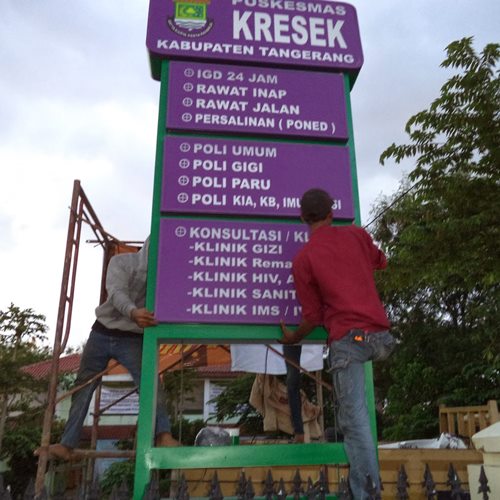 PUSKESMAS
KRESEK
KABUPATEN TANGERANG
IGD 24 JAM
RAWAT INAP
RAWAT JALAN
PERSALINAN ( PONED )
POLI UMUM
POLI GIGI
POLI PARU
POLI KIA, KB,
KONSULTASI /
-KLINIK GIZI
-KLINIK
-KLINIK HIV,
-KLINIK
-KLINIK IMS /